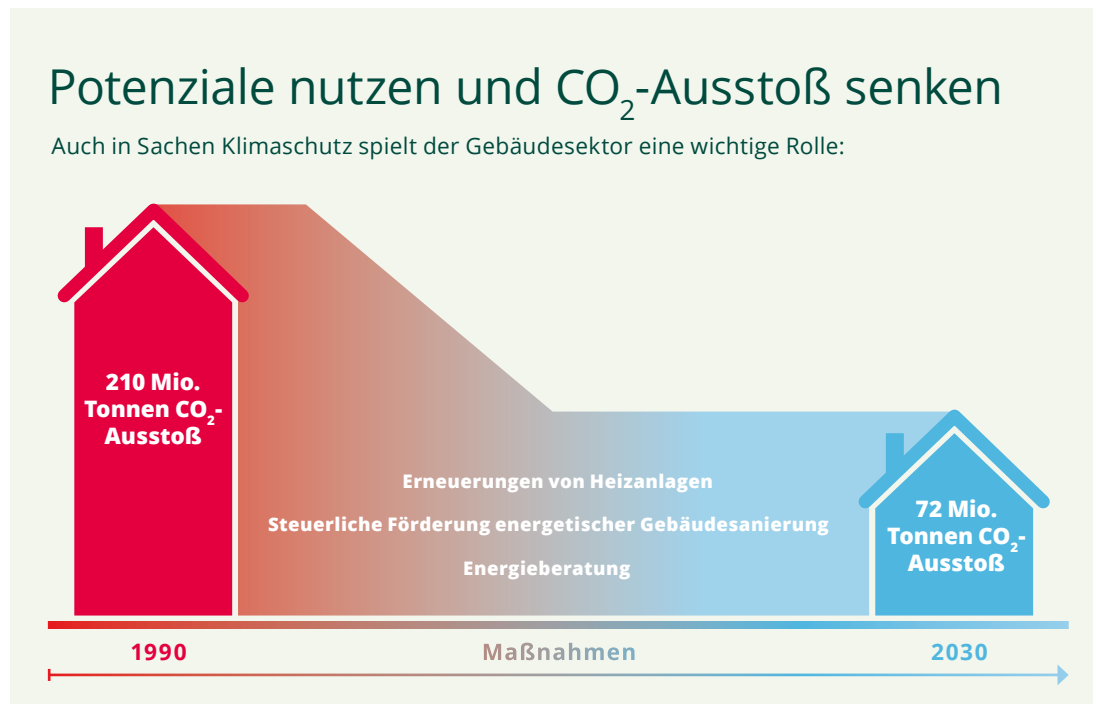 Potenziale nutzen und CO₂-Ausstoß senken
Auch in Sachen Klimaschutz spielt der Gebäudesektor eine wichtige Rolle:
210 Mio.
Tonnen CO₂-
Ausstoß
Erneuerungen von Heizanlagen
Steuerliche Förderung energetischer Gebäudesanierung
Energieberatung
72 Mio.
Tonnen CO₂-
Ausstoß
1990
Maßnahmen
2030